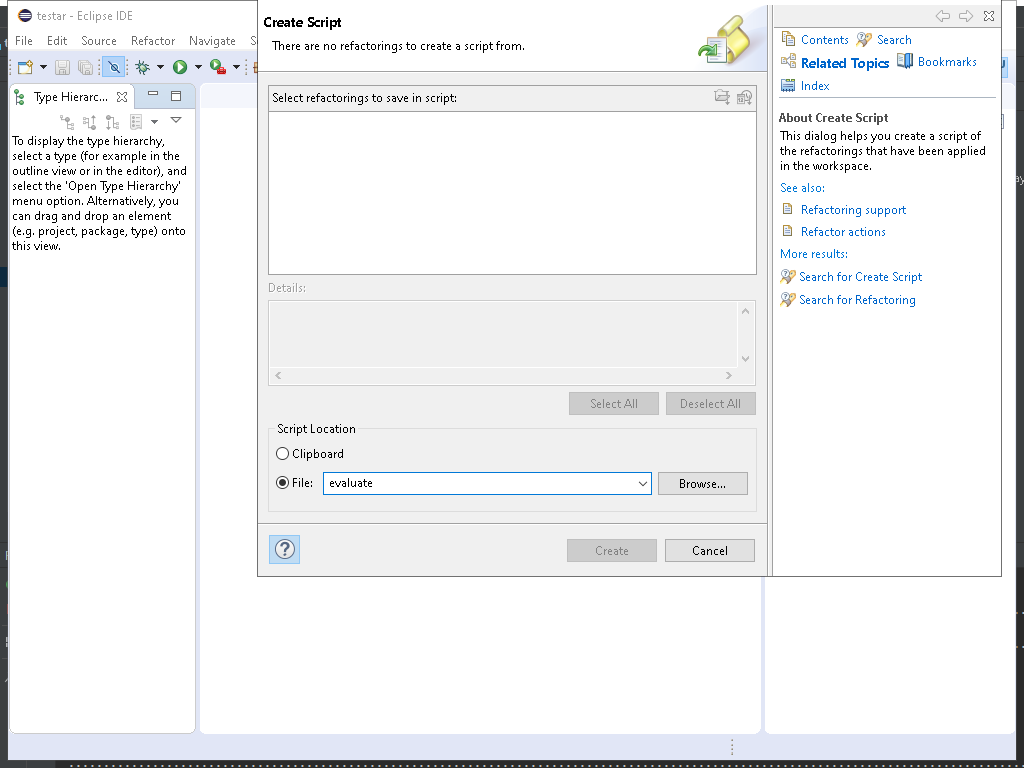 testar - Eclipse IDE
File Edit Source Refactor Navigate
Type Hierarc...
To display the type hierarchy,
select a type (for example in the
outline view or in the editor), and
select the 'Open Type Hierarchy'
menu option. Alternatively, you
can drag and drop an element
(e.g. project, package, type) onto
this view.
Create Script
There are no refactorings to create a script from.
Select refactorings to save in script:
Details:
Select All Deselect All
Script Location
Clipboard
File: evaluate Browse...
Create Cancel
Contents Search
Related Topics Bookmarks
Index
About Create Script
This dialog helps you create a script of
the refactorings that have been applied
in the workspace.
See also:
Refactoring support
Refactor actions
More results:
Search for Create Script
Search for Refactoring